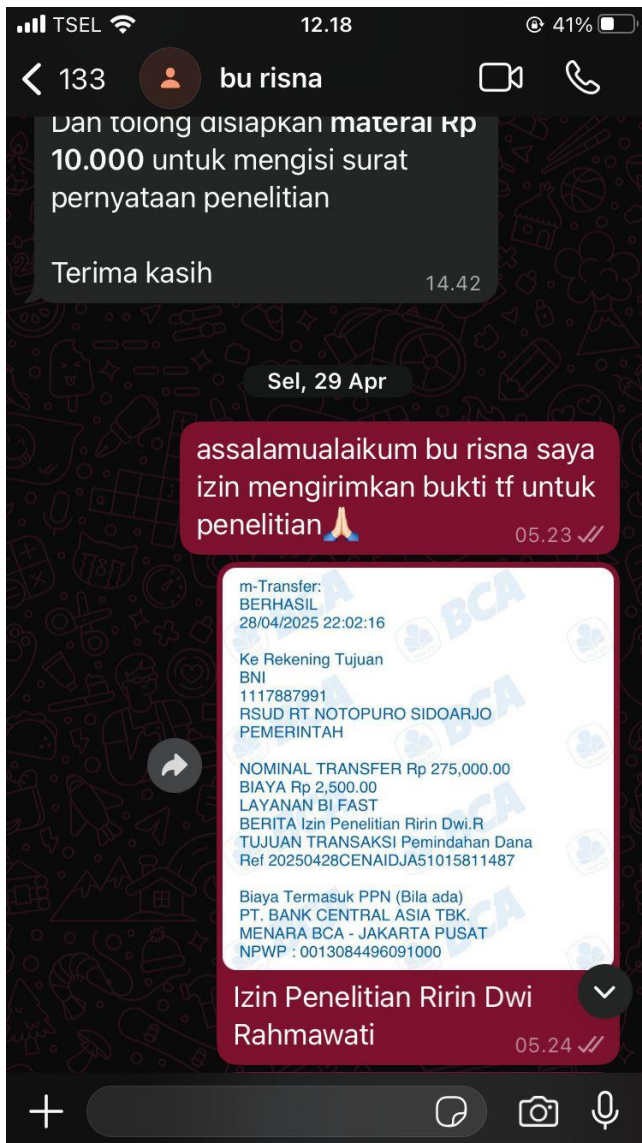 TSEL 12.18 41%
133 bu risna
Dan tolong disiapkan materai Rp
10.000 untuk mengisi surat
pernyataan penelitian
Terima kasih
14.42
Sel, 29 Apr
assalamualaikum bu risna saya
izin mengirimkan bukti tf untuk
penelitian🙏🏻
05.23
m-Transfer:
BERHASIL
28/04/2025 22:02:16
Ke Rekening Tujuan
BNI
1117887991
RSUD RT NOTOPURO SIDOARJO
PEMERINTAH
NOMINAL TRANSFER Rp 275,000.00
BIAYA Rp 2,500.00
LAYANAN BI FAST
BERITA Izin Penelitian Ririn Dwi.R
TUJUAN TRANSAKSI Pemindahan Dana
Ref 20250428CENAIDJA51015811487
Biaya Termasuk PPN (Bila ada)
PT. BANK CENTRAL ASIA TBK.
MENARA BCA - JAKARTA PUSAT
NPWP : 0013084496091000
BCA
BCA
BCA
BCA
Izin Penelitian Ririn Dwi
Rahmawati
05.24